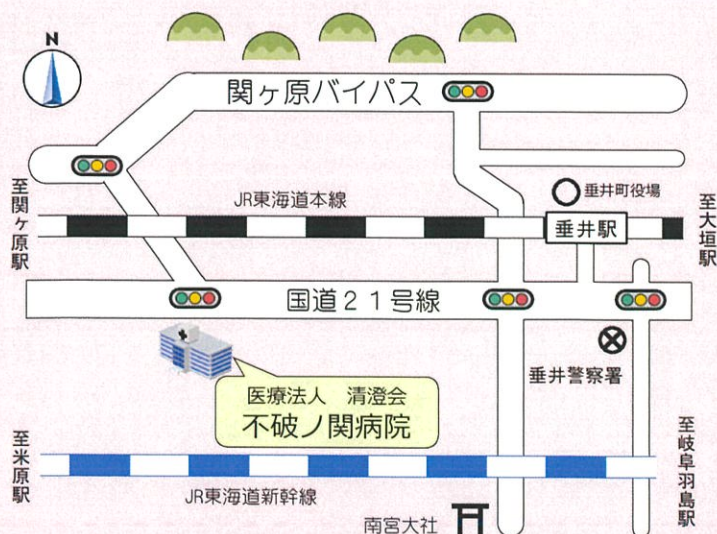 N
関ヶ原バイパス
至関ヶ原駅
JR東海道本線
垂井町役場
垂井駅
至大垣駅
国道21号線
垂井警察署
医療法人 清澄会
不破ノ関病院
至米原駅
JR東海道新幹線
至岐阜羽島駅
南宮大社